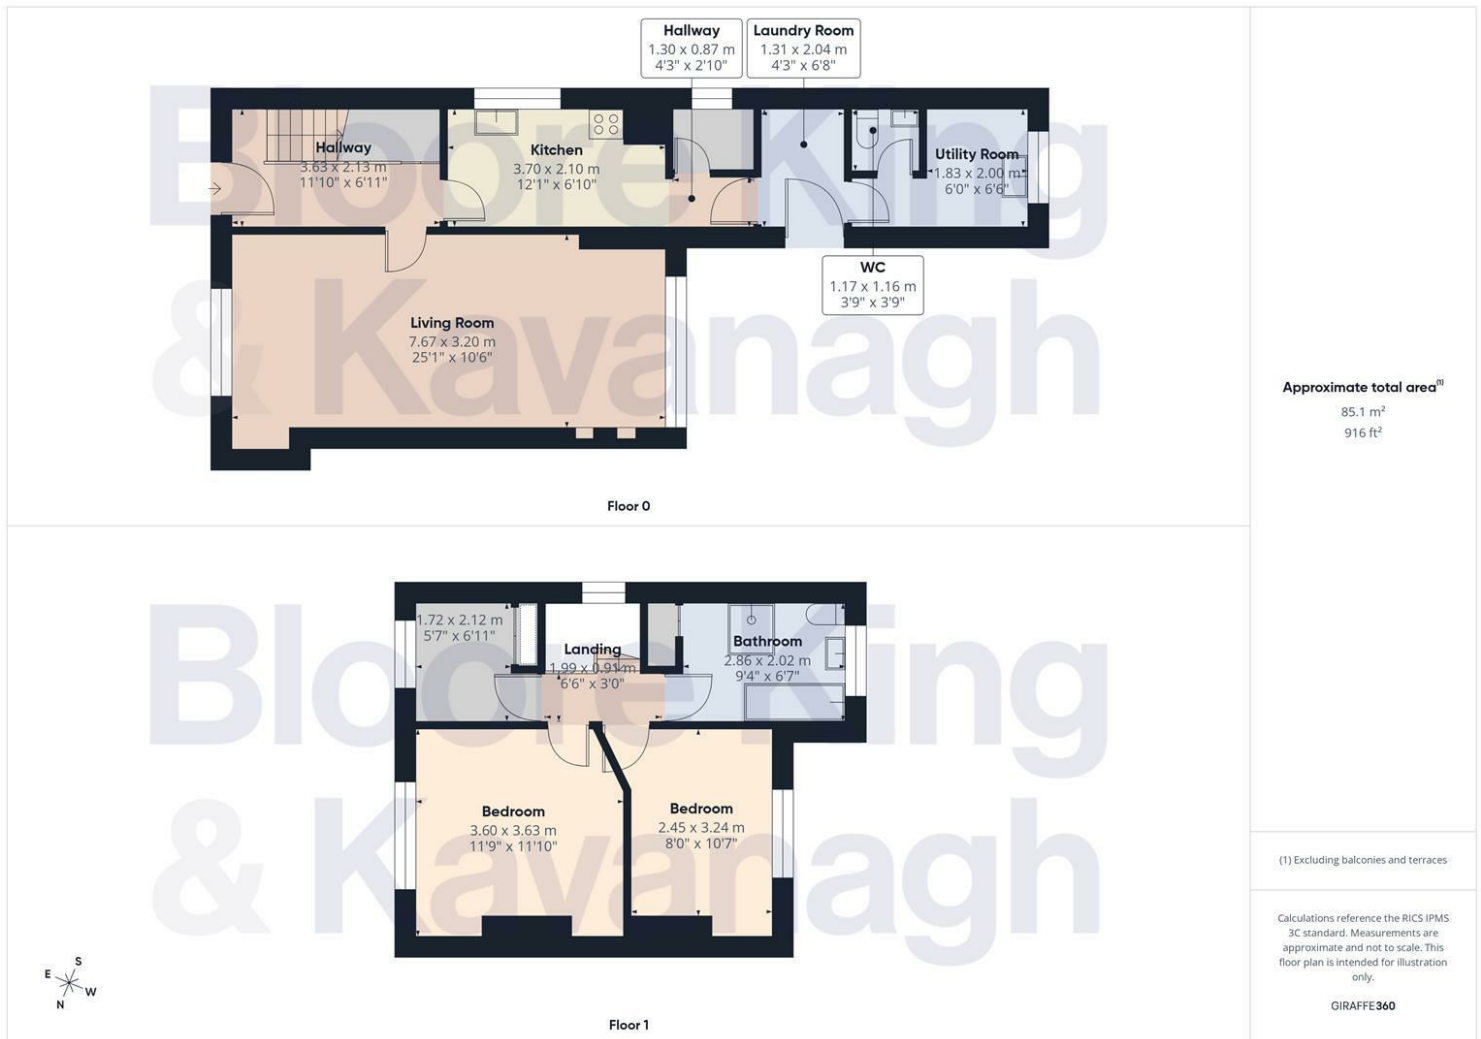 Hallway
1.30 x 0.87 m
4'3" x 2'10"
Laundry Room
1.31 x 2.04 m
4'3" x 6'8"
Hallway
3.63 x 2.13 m
11'10" x 6'11"
Kitchen
3.70 x 2.10 m
12'1" x 6'10"
Utility Room
1.83 x 2.00 m
6'0" x 6'6"
WC
1.17 x 1.16 m
3'9" x 3'9"
Living Room
7.67 x 3.20 m
25'1" x 10'6"
Bloore King
& Kavanagh
Floor 0
Approximate total area(1)
85.1 m²
916 ft²
1.72 x 2.12 m
5'7" x 6'11"
Landing
1.99 x 0.91 m
6'6" x 3'0"
Bathroom
2.86 x 2.02 m
9'4" x 6'7"
Bedroom
3.60 x 3.63 m
11'9" x 11'10"
Bedroom
2.45 x 3.24 m
8'0" x 10'7"
Bloore King
& Kavanagh
S
E
W
N
Floor 1
(1) Excluding balconies and terraces
Calculations reference the RICS IPMS
3C standard. Measurements are
approximate and not to scale. This
floor plan is intended for illustration
only.
GIRAFFE360